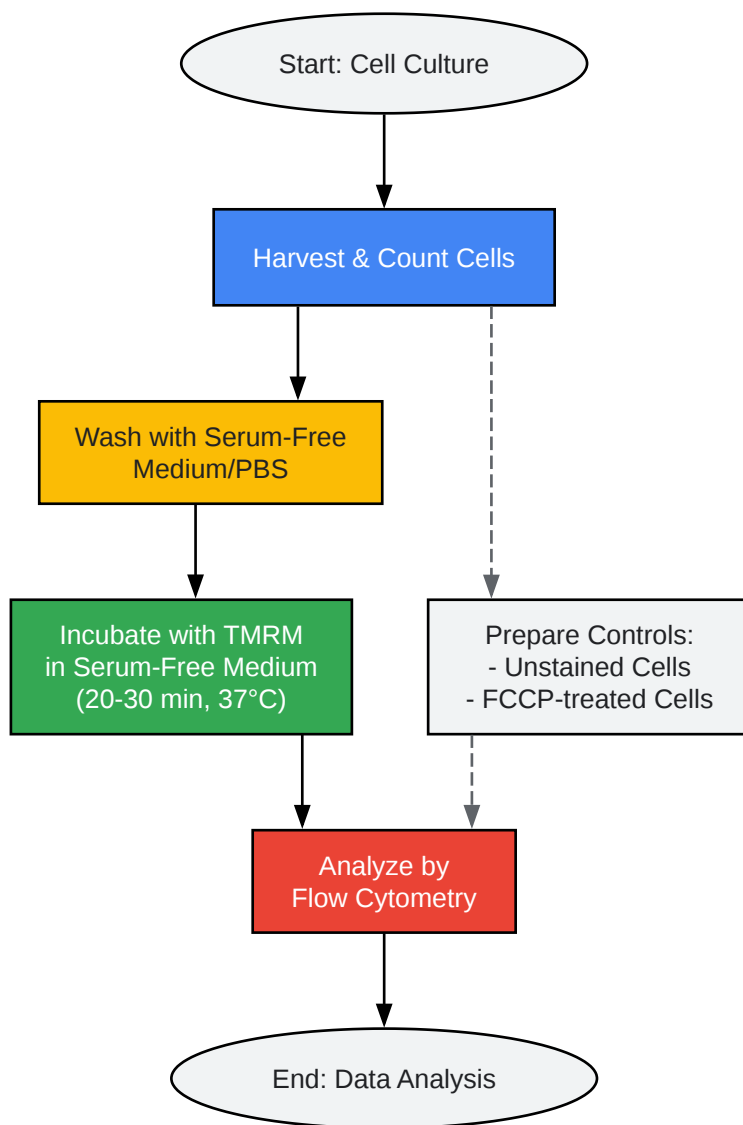 Start: Cell Culture
Harvest & Count Cells
Wash with Serum-Free
Medium/PBS
Incubate with TMRM
in Serum-Free Medium
(20-30 min, 37°C)
Prepare Controls:
- Unstained Cells
- FCCP-treated Cells
Analyze by
Flow Cytometry
End: Data Analysis